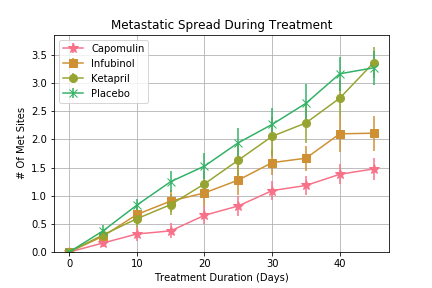 Metastatic Spread During Treatment
Capomulin
Infubinol
Ketapril
Placebo
# Of Met Sites
3.5
3.0
2.5
2.0
1.5
1.0
0.5
0.0
0 10 20 30 40
Treatment Duration (Days)